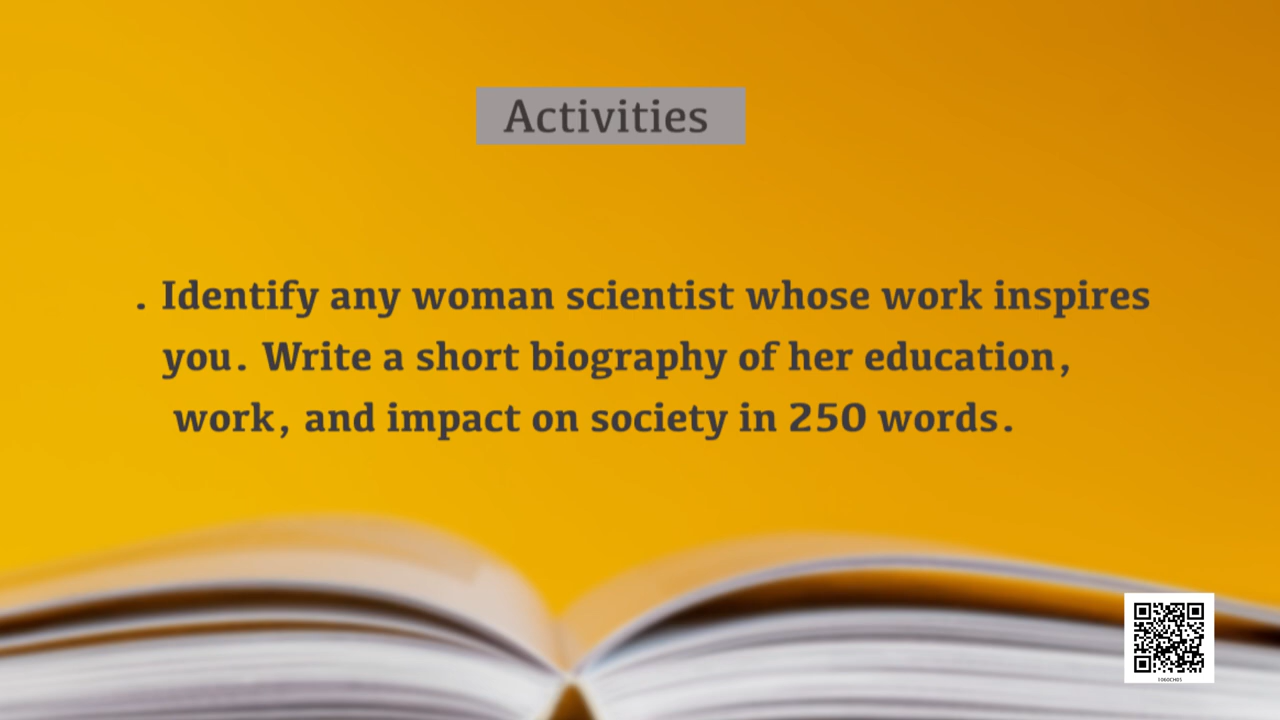 Activities
. Identify any woman scientist whose work inspires
you. Write a short biography of her education,
work, and impact on society in 250 words.